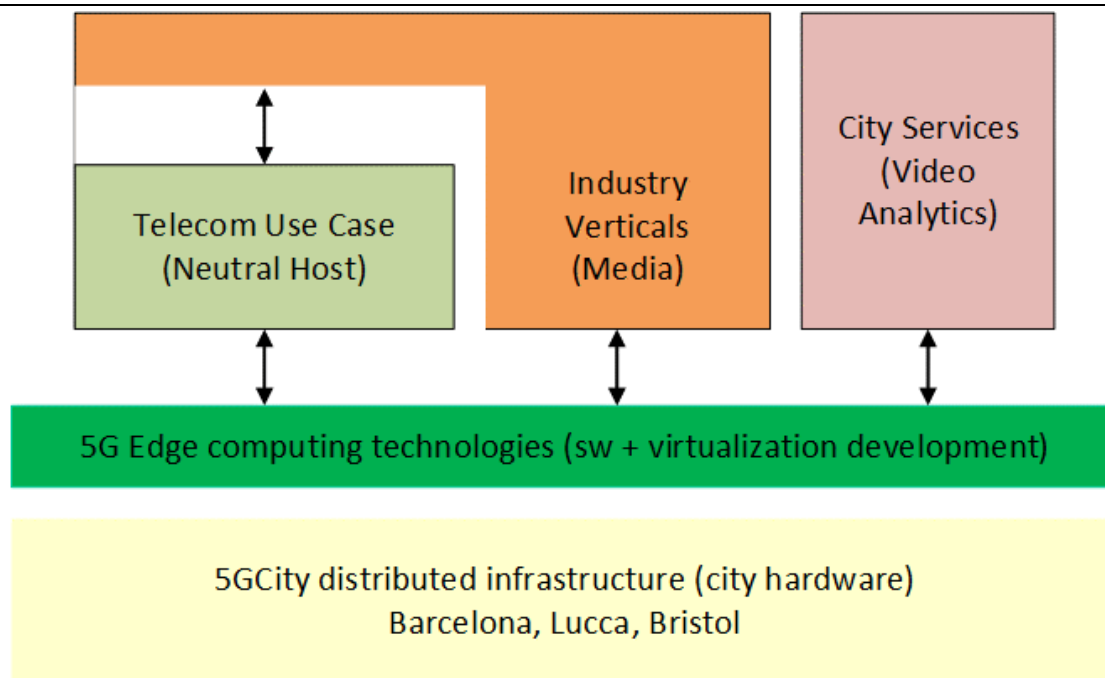 Telecom Use Case
(Neutral Host)
Industry
Verticals
(Media)
City Services
(Video
Analytics)
5G Edge computing technologies (sw + virtualization development)
5GCity distributed infrastructure (city hardware)
Barcelona, Lucca, Bristol